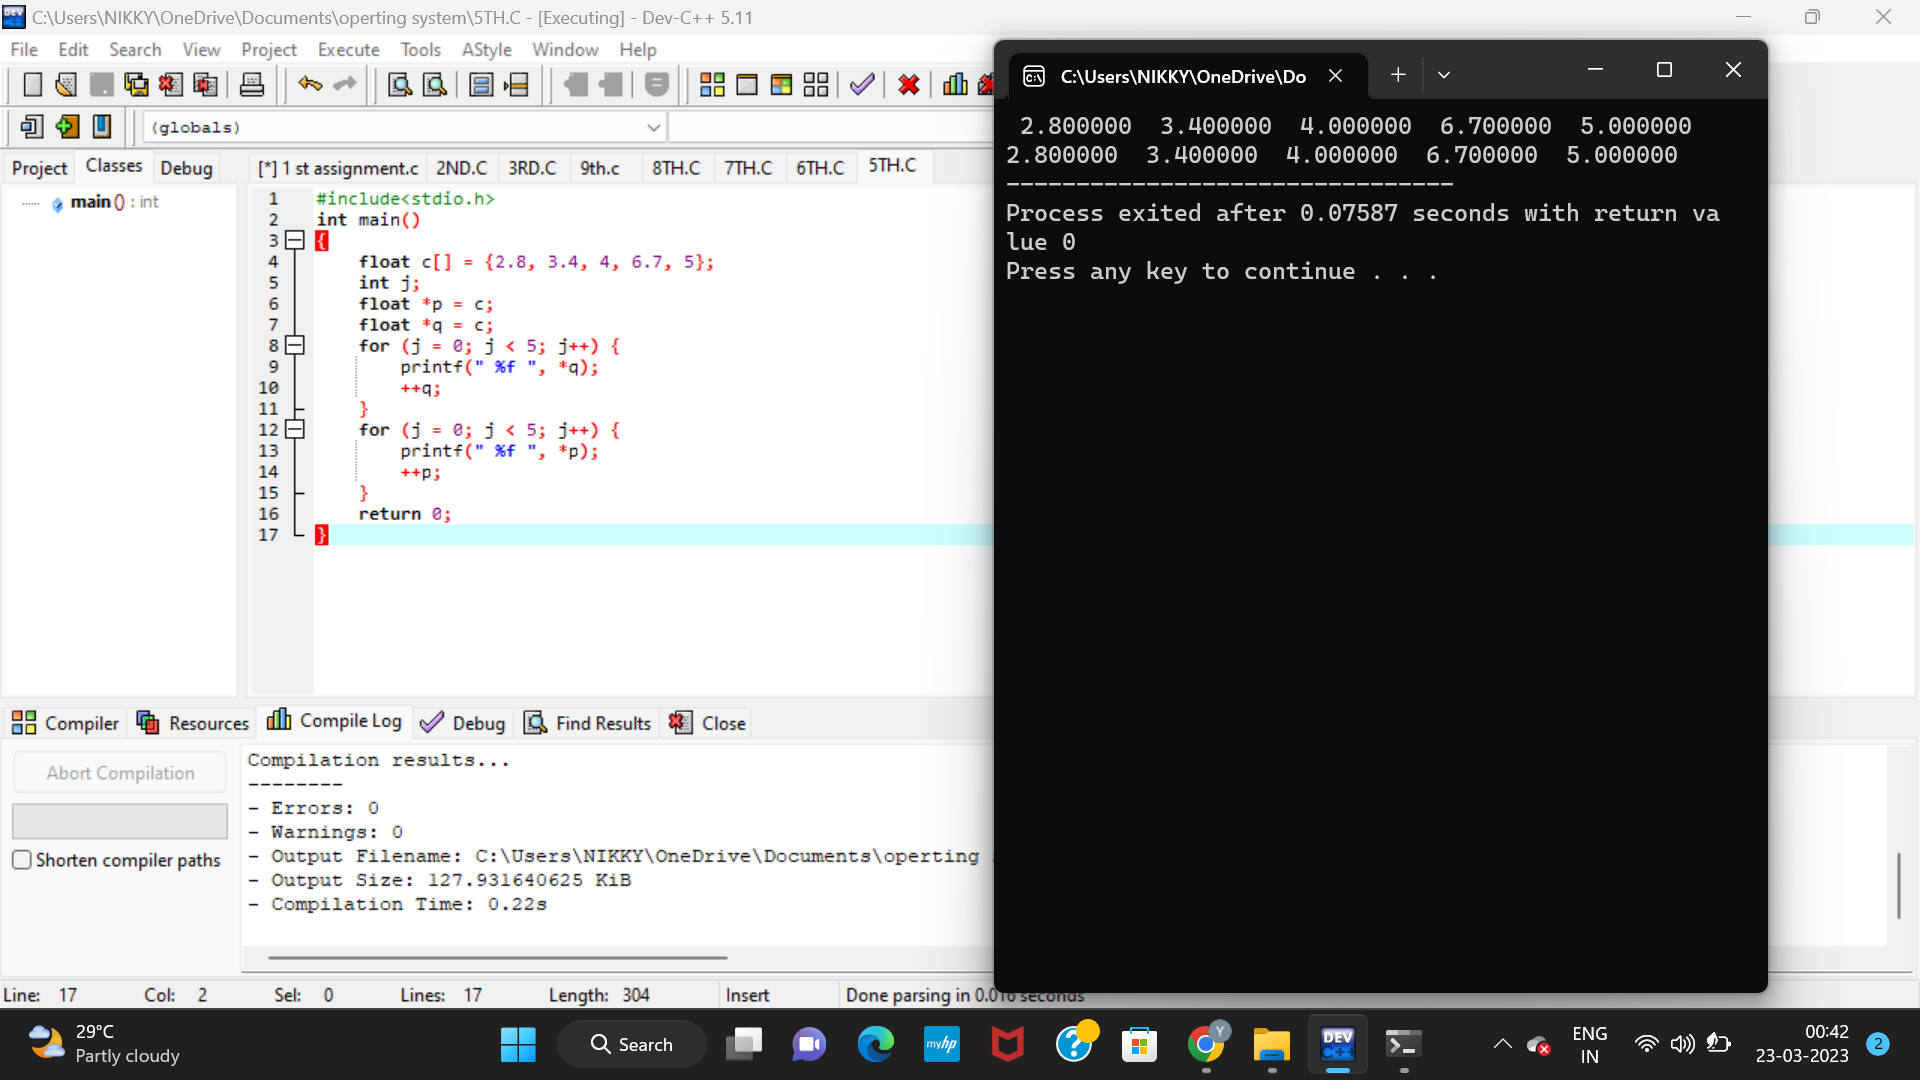 C:\Users\NIKKY\OneDrive\Documents\operting system\5TH.C - [Executing] - Dev-C++ 5.11
File Edit Search View Project Execute Tools AStyle Window Help
(globals)
Project Classes Debug
[*] 1 st assignment.c 2ND.C 3RD.C 9th.c 8TH.C 7TH.C 6TH.C 5TH.C
main () : int
1 #include<stdio.h>
2 int main()
3 {
4 float c[] = {2.8, 3.4, 4, 6.7, 5};
5 int j;
6 float *p = c;
7 float *q = c;
8 for (j = 0; j < 5; j++) {
9 printf(" %f ", *q);
10 ++q;
11 }
12 for (j = 0; j < 5; j++) {
13 printf(" %f ", *p);
14 ++p;
15 }
16 return 0;
17 }
C:\Users\NIKKY\OneDrive\Do
2.800000 3.400000 4.000000 6.700000 5.000000
2.800000 3.400000 4.000000 6.700000 5.000000
--------------------------------
Process exited after 0.07587 seconds with return va
lue 0
Press any key to continue . . .
Compiler Resources Compile Log Debug Find Results Close
Abort Compilation
Shorten compiler paths
Compilation results...
--------
- Errors: 0
- Warnings: 0
- Output Filename: C:\Users\NIKKY\OneDrive\Documents\operting
- Output Size: 127.931640625 KiB
- Compilation Time: 0.22s
Line: 17 Col: 2 Sel: 0 Lines: 17 Length: 304 Insert Done parsing in 0.016 seconds
29°C
Partly cloudy
Search
myhp
Y
DEV
C++
ENG
IN
00:42
23-03-2023
2